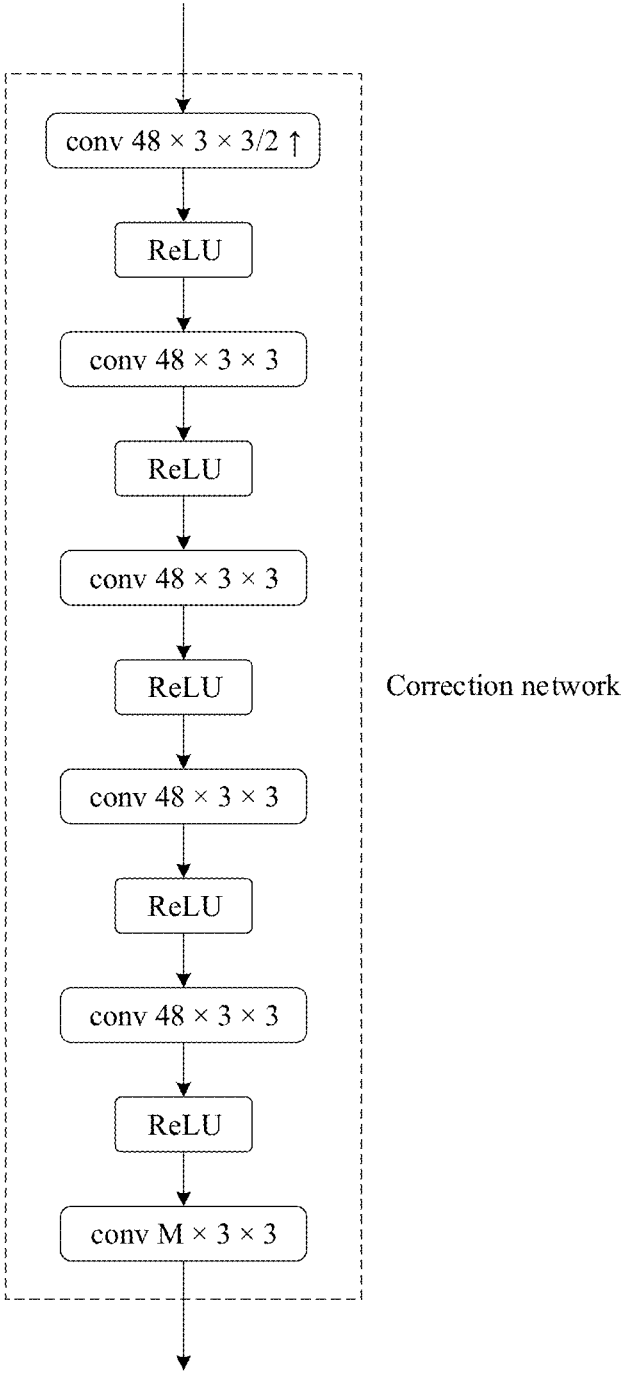 conv 48 × 3 × 3/2 ↑
ReLU
conv 48 × 3 × 3
ReLU
conv 48 × 3 × 3
ReLU
Correction network
conv 48 × 3 × 3
ReLU
conv 48 × 3 × 3
ReLU
conv M × 3 × 3